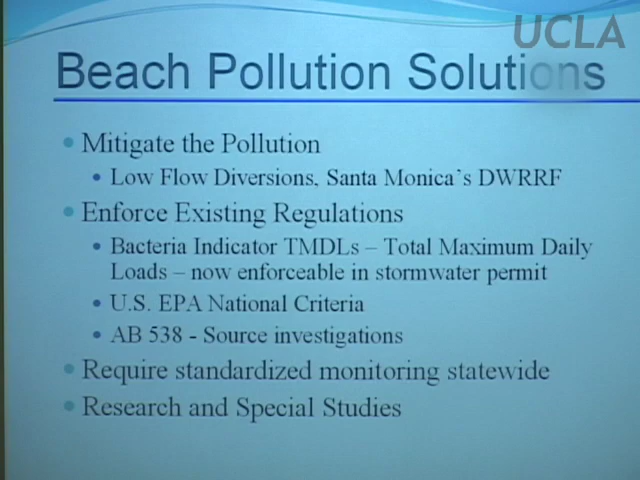 UCLA
Beach Pollution Solutions
• Mitigate the Pollution
• Low Flow Diversions, Santa Monica's DWRRF
• Enforce Existing Regulations
• Bacteria Indicator TMDLs – Total Maximum Daily
Loads – now enforceable in stormwater permit
• U.S. EPA National Criteria
• AB 538 - Source investigations
• Require standardized monitoring statewide
• Research and Special Studies